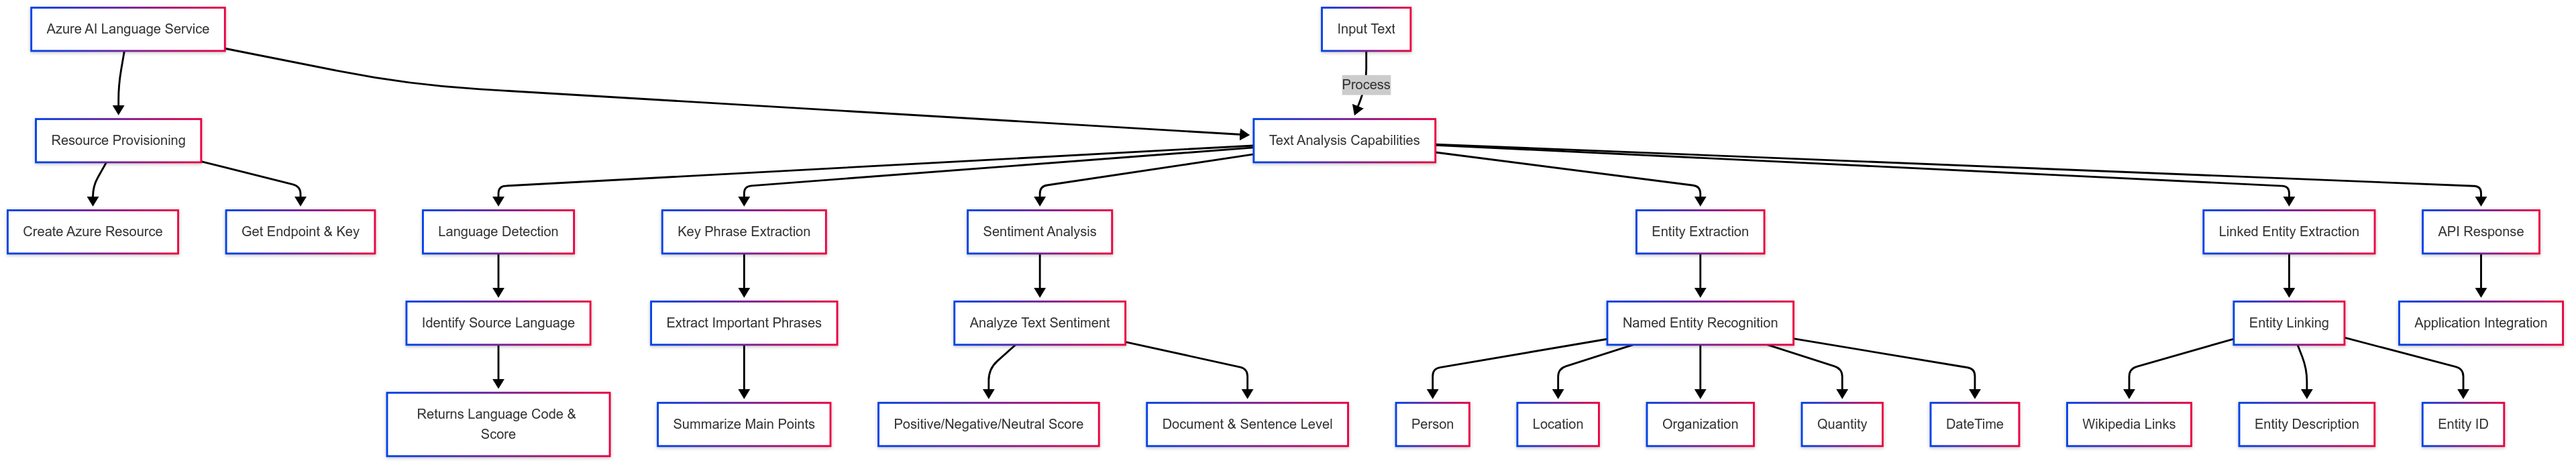 Azure AI Language Service
Input Text
Process
Resource Provisioning
Text Analysis Capabilities
Create Azure Resource
Get Endpoint & Key
Language Detection
Key Phrase Extraction
Sentiment Analysis
Entity Extraction
Linked Entity Extraction
API Response
Identify Source Language
Extract Important Phrases
Analyze Text Sentiment
Named Entity Recognition
Entity Linking
Application Integration
Returns Language Code &
Score
Summarize Main Points
Positive/Negative/Neutral Score
Document & Sentence Level
Person
Location
Organization
Quantity
DateTime
Wikipedia Links
Entity Description
Entity ID